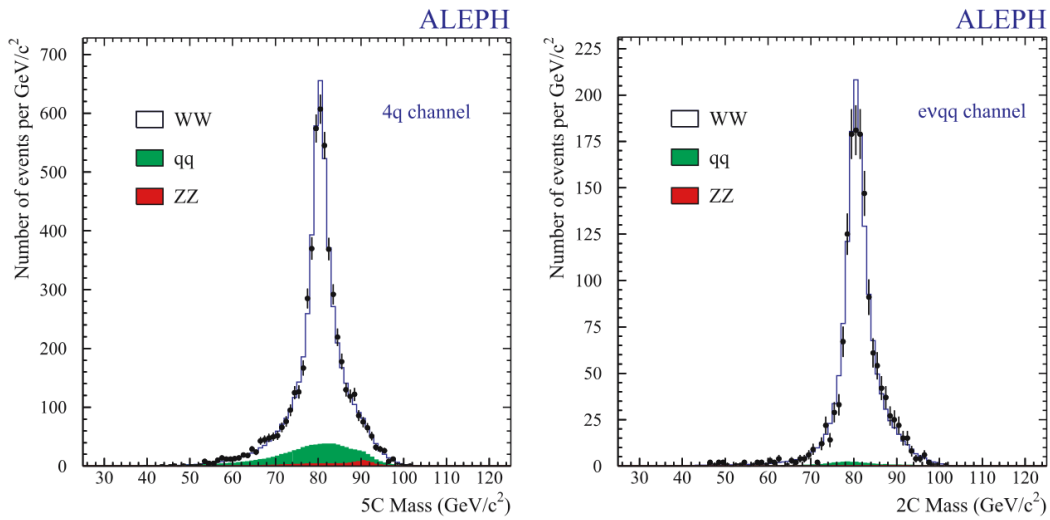 ALEPH
Number of events per GeV/c²
700
600
500
400
300
200
100
0
WW
qq
ZZ
4q channel
30 40 50 60 70 80 90 100 110 120
5C Mass (GeV/c²)
ALEPH
Number of events per GeV/c²
225
200
175
150
125
100
75
50
25
0
WW
qq
ZZ
eνqq channel
30 40 50 60 70 80 90 100 110 120
2C Mass (GeV/c²)